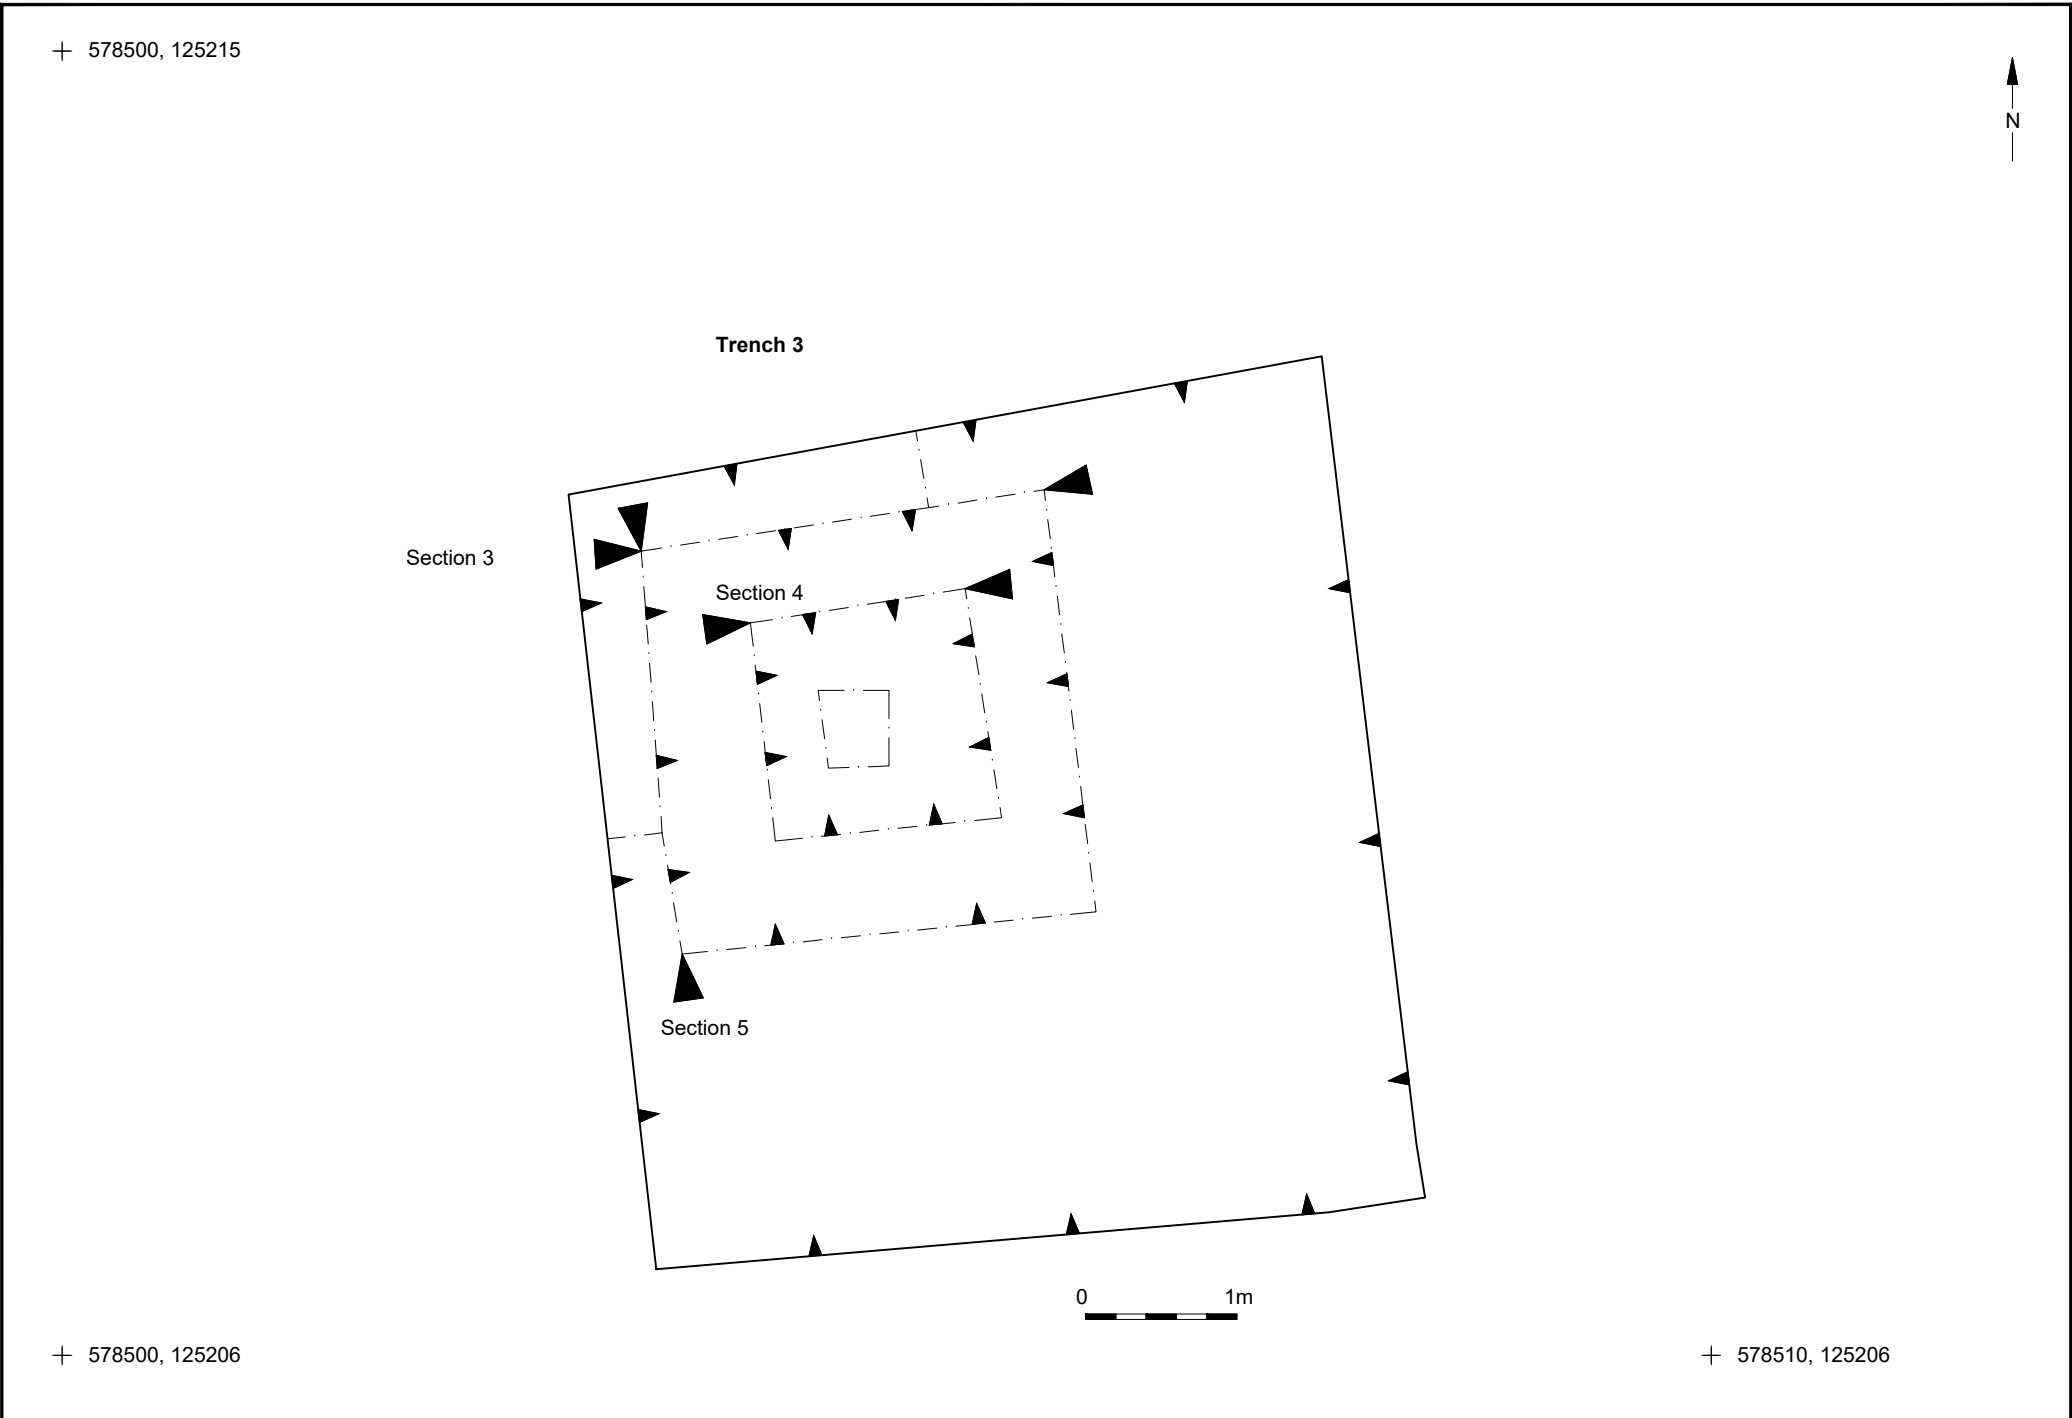 578500, 125215
N
Trench 3
Section 3
Section 4
Section 5
0 1m
578500, 125206
578510, 125206